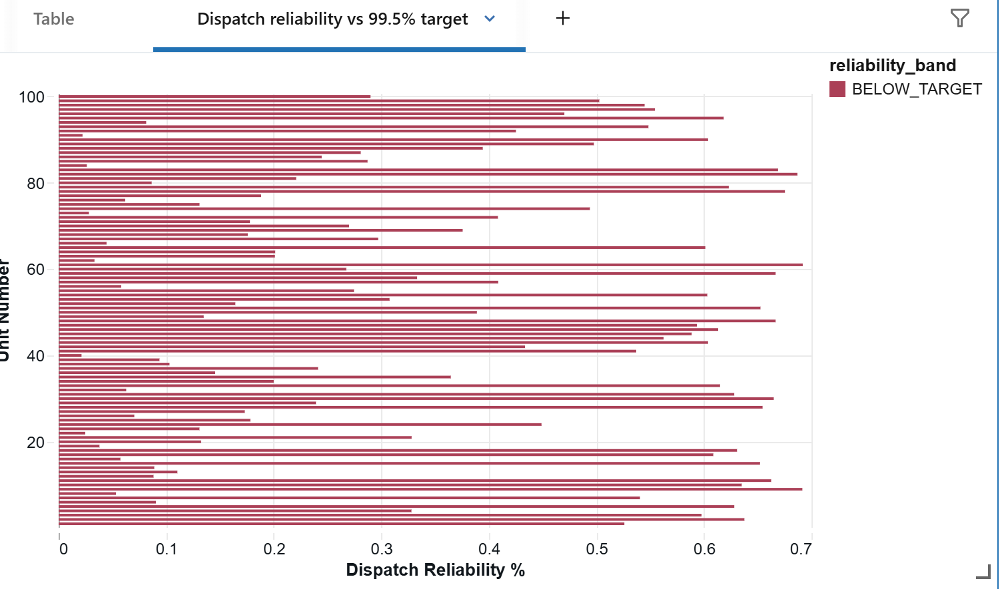 Table
Dispatch reliability vs 99.5% target
+
reliability_band
BELOW_TARGET
100
80
60
40
20
Unit Number
0 0.1 0.2 0.3 0.4 0.5 0.6 0.7
Dispatch Reliability %